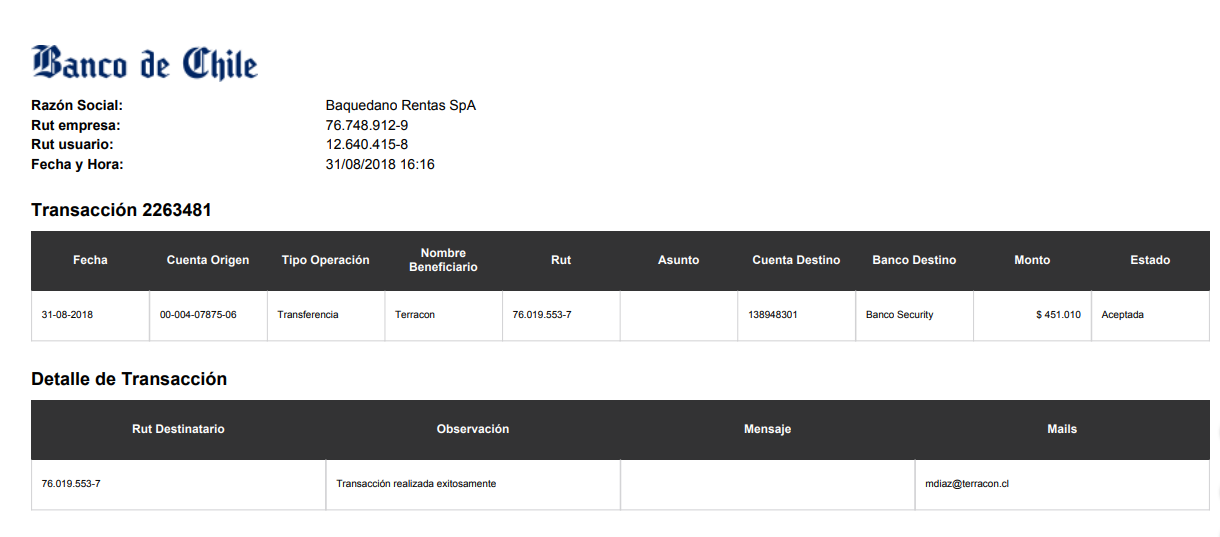 Banco de Chile
Razón Social: Baquedano Rentas SpA
Rut empresa: 76.748.912-9
Rut usuario: 12.640.415-8
Fecha y Hora: 31/08/2018 16:16
Transacción 2263481
Fecha Cuenta Origen Tipo Operación Nombre Beneficiario Rut Asunto Cuenta Destino Banco Destino Monto Estado
31-08-2018 00-004-07875-06 Transferencia Terracon 76.019.553-7 138948301 Banco Security $ 451.010 Aceptada
Detalle de Transacción
Rut Destinatario Observación Mensaje Mails
76.019.553-7 Transacción realizada exitosamente mdiaz@terracon.cl